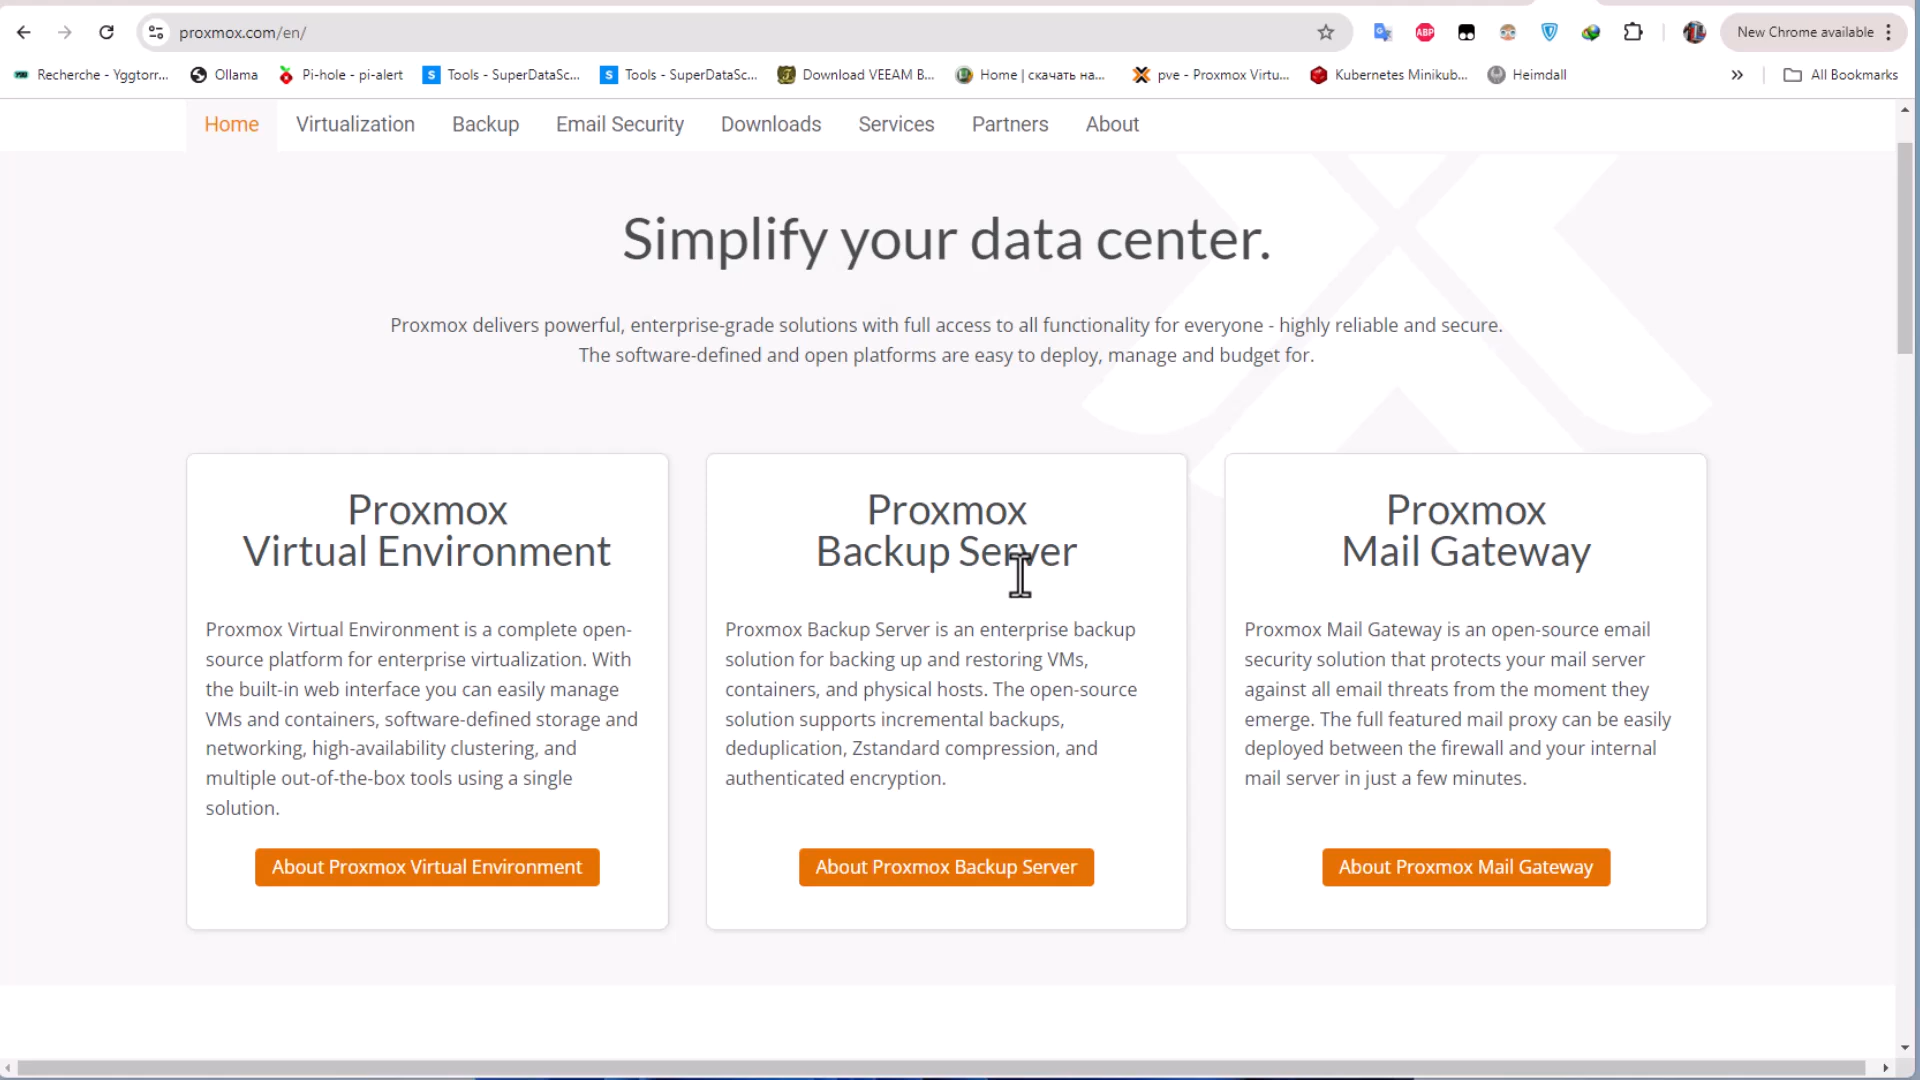 proxmox.com/en/
New Chrome available
Recherche - Yggtorr...
Ollama
Pi-hole - pi-alert
Tools - SuperDataSc...
Tools - SuperDataSc...
Download VEEAM B...
Home | скачать на...
pve - Proxmox Virtu...
Kubernetes Minikub...
Heimdall
»
All Bookmarks
Home
Virtualization
Backup
Email Security
Downloads
Services
Partners
About
Simplify your data center.
Proxmox delivers powerful, enterprise-grade solutions with full access to all functionality for everyone - highly reliable and secure.
The software-defined and open platforms are easy to deploy, manage and budget for.
Proxmox
Virtual Environment
Proxmox Virtual Environment is a complete open-
source platform for enterprise virtualization. With
the built-in web interface you can easily manage
VMs and containers, software-defined storage and
networking, high-availability clustering, and
multiple out-of-the-box tools using a single
solution.
About Proxmox Virtual Environment
Proxmox
Backup Server
Proxmox Backup Server is an enterprise backup
solution for backing up and restoring VMs,
containers, and physical hosts. The open-source
solution supports incremental backups,
deduplication, Zstandard compression, and
authenticated encryption.
About Proxmox Backup Server
Proxmox
Mail Gateway
Proxmox Mail Gateway is an open-source email
security solution that protects your mail server
against all email threats from the moment they
emerge. The full featured mail proxy can be easily
deployed between the firewall and your internal
mail server in just a few minutes.
About Proxmox Mail Gateway